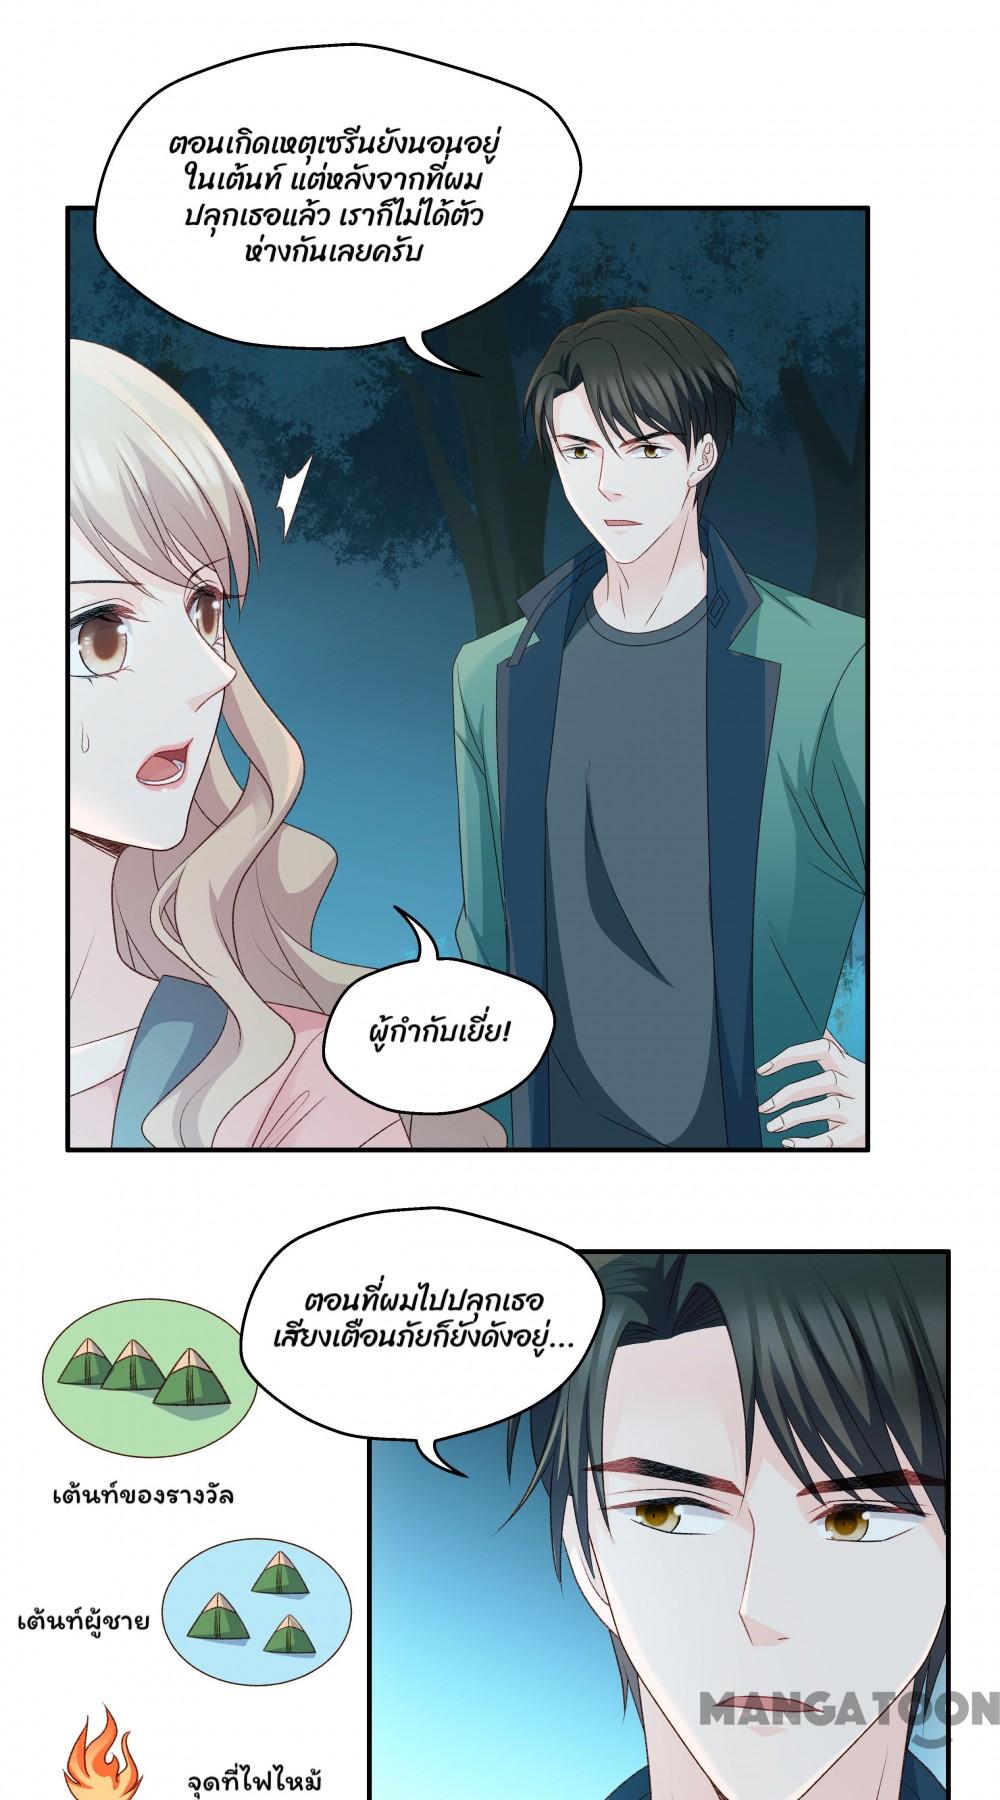 ตอนเกิดเหตุเซรีนยังนอนอยู่
ในเต้นท์ แต่หลังจากที่ผม
ปลุกเธอแล้ว เราก็ไม่ได้ตัว
ห่างกันเลยครับ
ผู้กำกับเยี่ย!
ตอนที่ผมไปปลุกเธอ
เสียงเตือนภัยก็ยังดังอยู่...
เต้นท์ของรางวัล
เต้นท์ผู้ชาย
MANGATOON
จุดที่ไฟไหม้